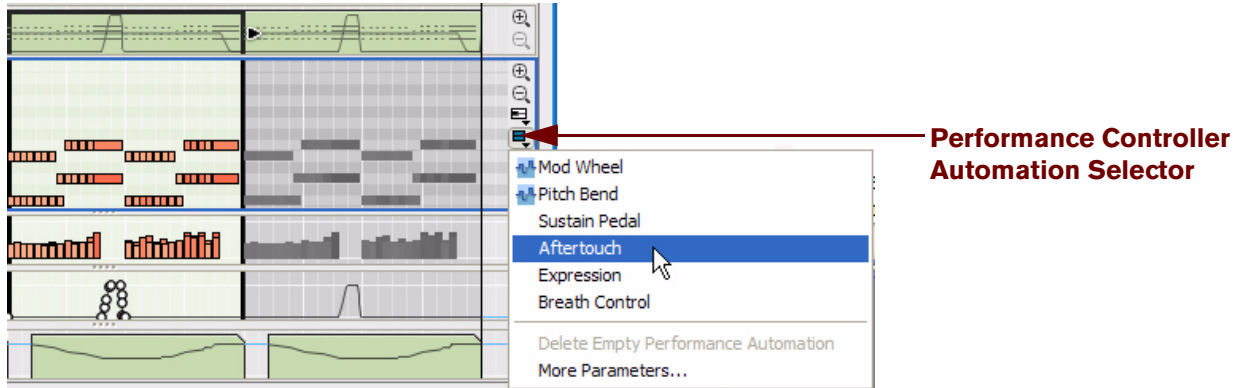 Performance Controller
Automation Selector
Mod Wheel
Pitch Bend
Sustain Pedal
Aftertouch
Expression
Breath Control
Delete Empty Performance Automation
More Parameters...